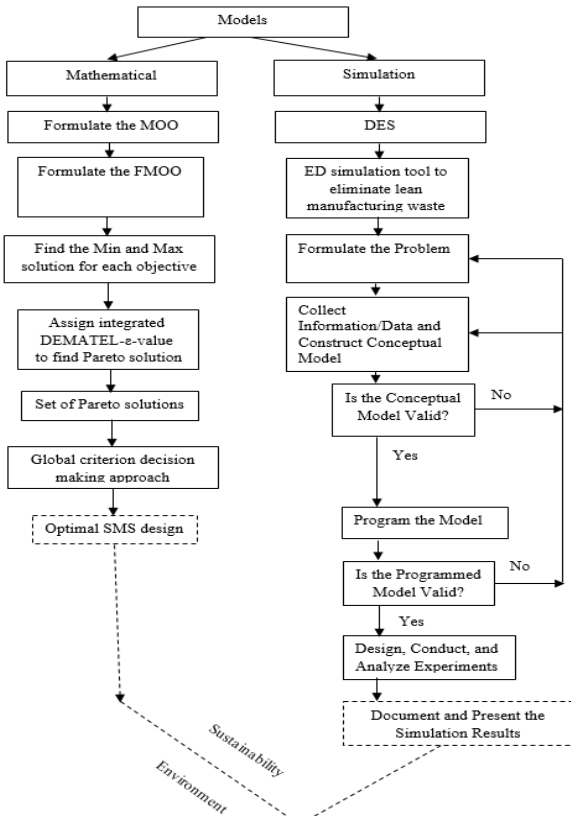 Models
Mathematical
Formulate the MOO
Formulate the FMOO
Find the Min and Max
solution for each objective
Assign integrated
DEMATEL-ε-value
to find Pareto solution
Set of Pareto solutions
Global criterion decision
making approach
Optimal SMS design
Simulation
DES
ED simulation tool to
eliminate lean
manufacturing waste
Formulate the Problem
Collect
Information/Data and
Construct Conceptual
Model
Is the Conceptual
Model Valid?
No
Yes
Program the Model
Is the Programmed
Model Valid?
No
Yes
Design, Conduct, and
Analyze Experiments
Document and Present the
Simulation Results
Sustainability
Environment